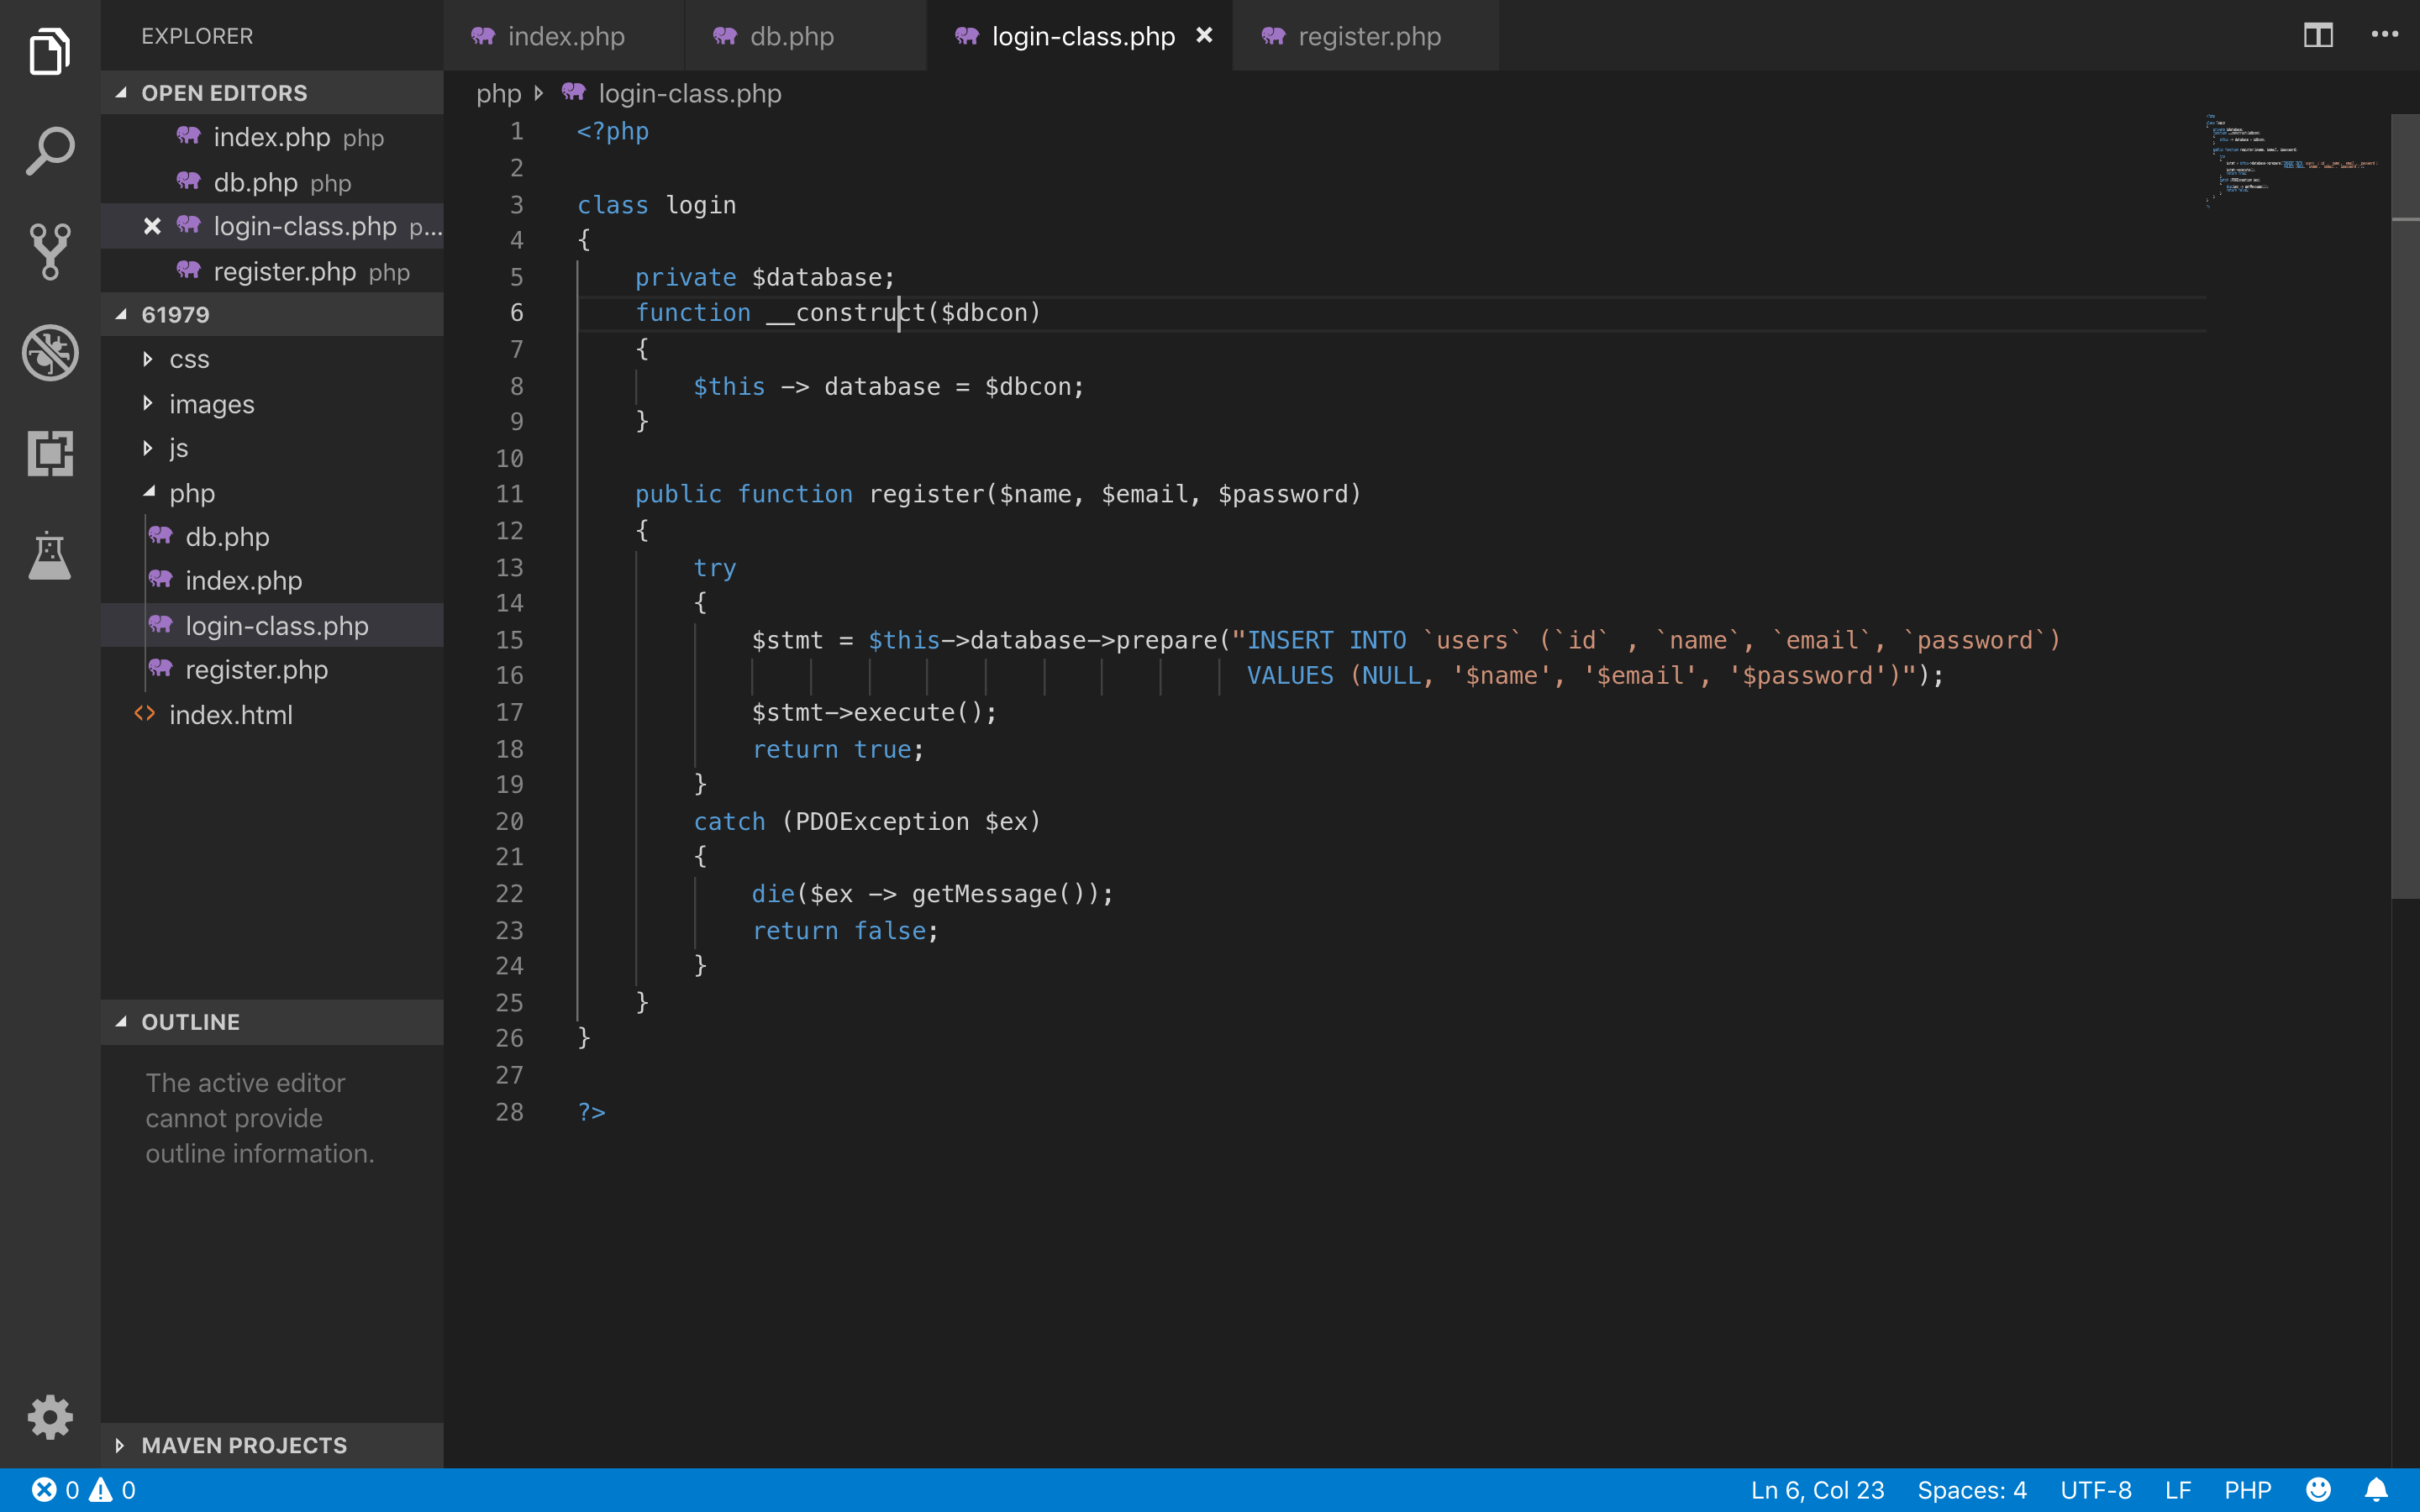 EXPLORER
OPEN EDITORS
index.php php
db.php php
login-class.php p...
register.php php
61979
css
images
js
php
db.php
index.php
login-class.php
register.php
index.html
OUTLINE
The active editor
cannot provide
outline information.
MAVEN PROJECTS
index.php db.php login-class.php register.php
php login-class.php
1 <?php
2
3 class login
4 {
5     private $database;
6     function __construct($dbcon)
7     {
8         $this -> database = $dbcon;
9     }
10
11     public function register($name, $email, $password)
12     {
13         try
14         {
15             $stmt = $this->database->prepare("INSERT INTO `users` (`id` , `name`, `email`, `password`)
16                                               VALUES (NULL, '$name', '$email', '$password')");
17             $stmt->execute();
18             return true;
19         }
20         catch (PDOException $ex)
21         {
22             die($ex -> getMessage());
23             return false;
24         }
25     }
26 }
27
28 ?>
0 0 Ln 6, Col 23 Spaces: 4 UTF-8 LF PHP